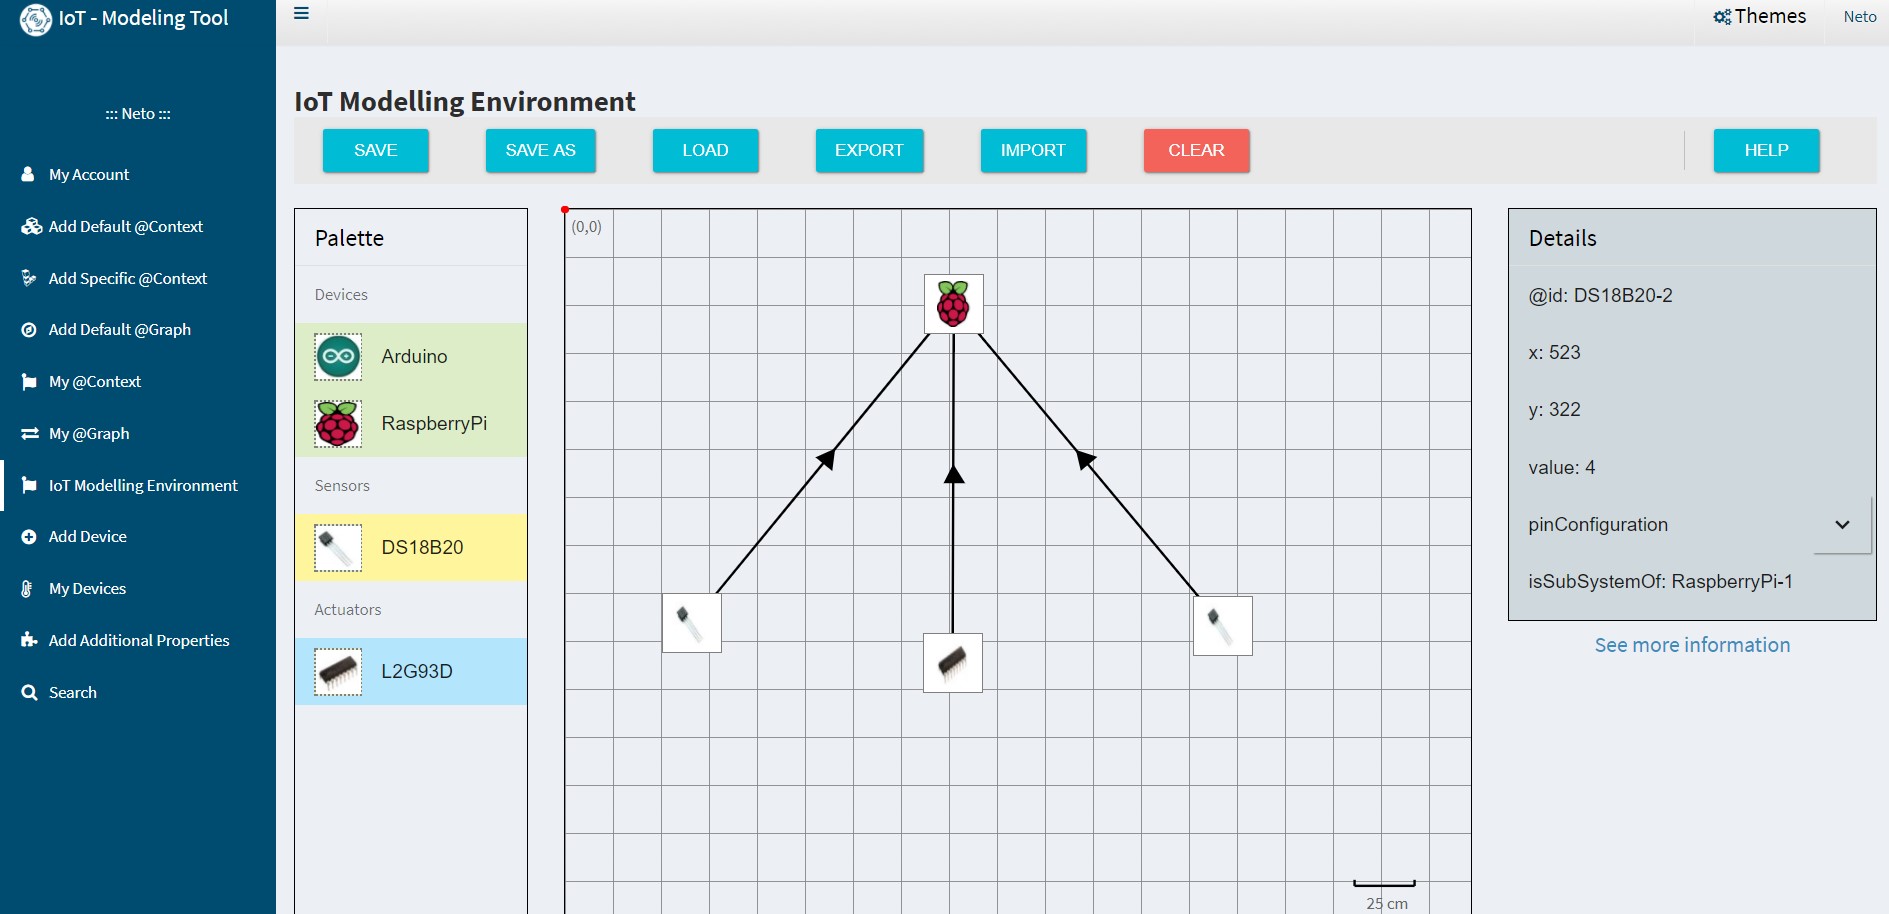 IoT - Modeling Tool
Themes
Neto
::: Neto :::
My Account
Add Default @Context
Add Specific @Context
Add Default @Graph
My @Context
My @Graph
IoT Modelling Environment
Add Device
My Devices
Add Additional Properties
Search
IoT Modelling Environment
SAVE
SAVE AS
LOAD
EXPORT
IMPORT
CLEAR
HELP
Palette
Devices
Arduino
RaspberryPi
Sensors
DS18B20
Actuators
L2G93D
(0,0)
25 cm
Details
@id: DS18B20-2
x: 523
y: 322
value: 4
pinConfiguration
isSubSystemOf: RaspberryPi-1
See more information